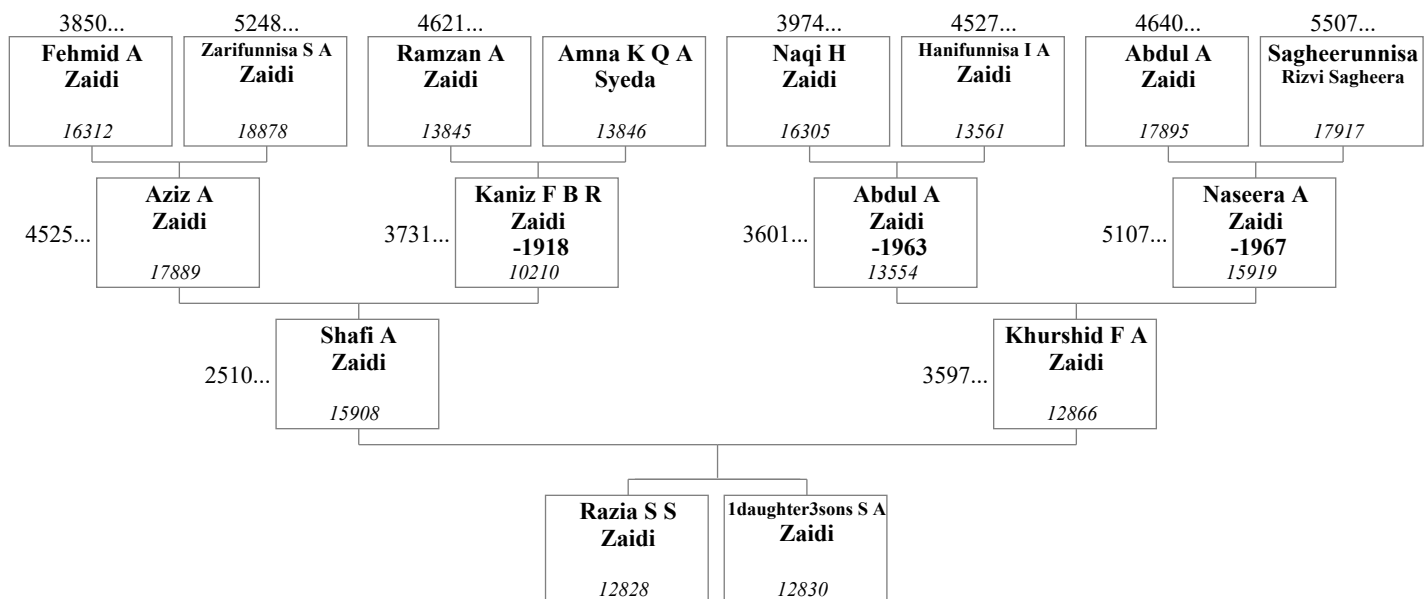 3850...
5248...
4621...
3974...
4527...
4640...
5507...
Fehmid A
Zaidi
16312
Zarifunnisa S A
Zaidi
18878
Ramzan A
Zaidi
13845
Amna K Q A
Syeda
13846
Naqi H
Zaidi
16305
Hanifunnisa I A
Zaidi
13561
Abdul A
Zaidi
17895
Sagheerunnisa
Rizvi Sagheera
17917
4525...
Aziz A
Zaidi
17889
3731...
Kaniz F B R
Zaidi
-1918
10210
3601...
Abdul A
Zaidi
-1963
13554
5107...
Naseera A
Zaidi
-1967
15919
2510...
Shafi A
Zaidi
15908
3597...
Khurshid F A
Zaidi
12866
Razia S S
Zaidi
12828
1daughter3sons S A
Zaidi
12830